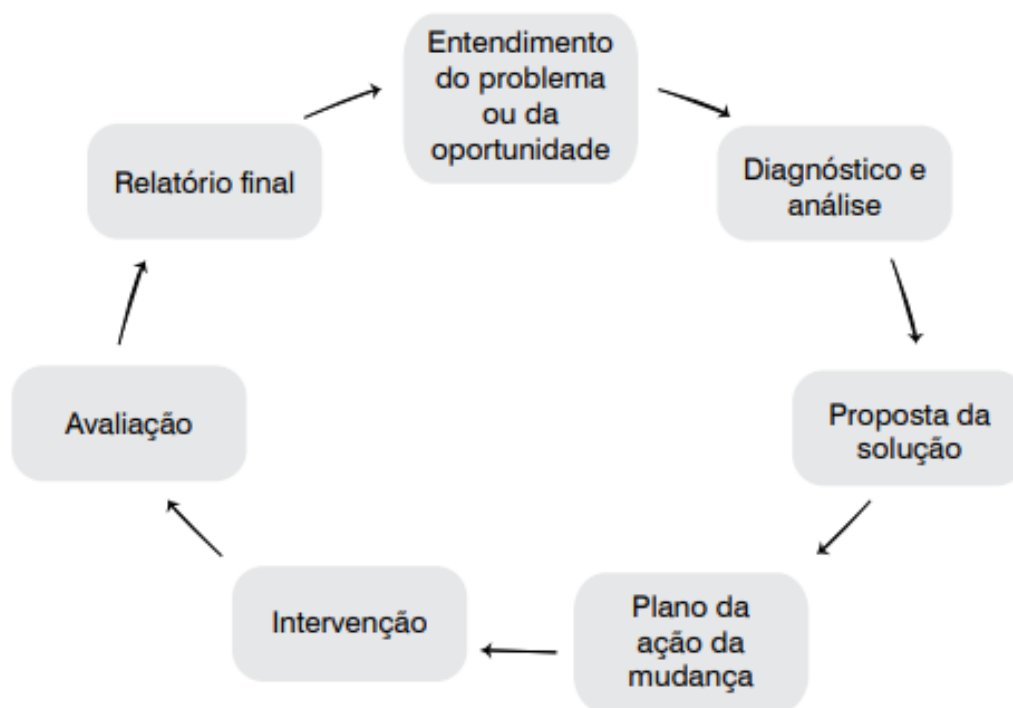 Entendimento
do problema
ou da
oportunidade
Diagnóstico e
análise
Proposta da
solução
Plano da
ação da
mudança
Intervenção
Avaliação
Relatório final